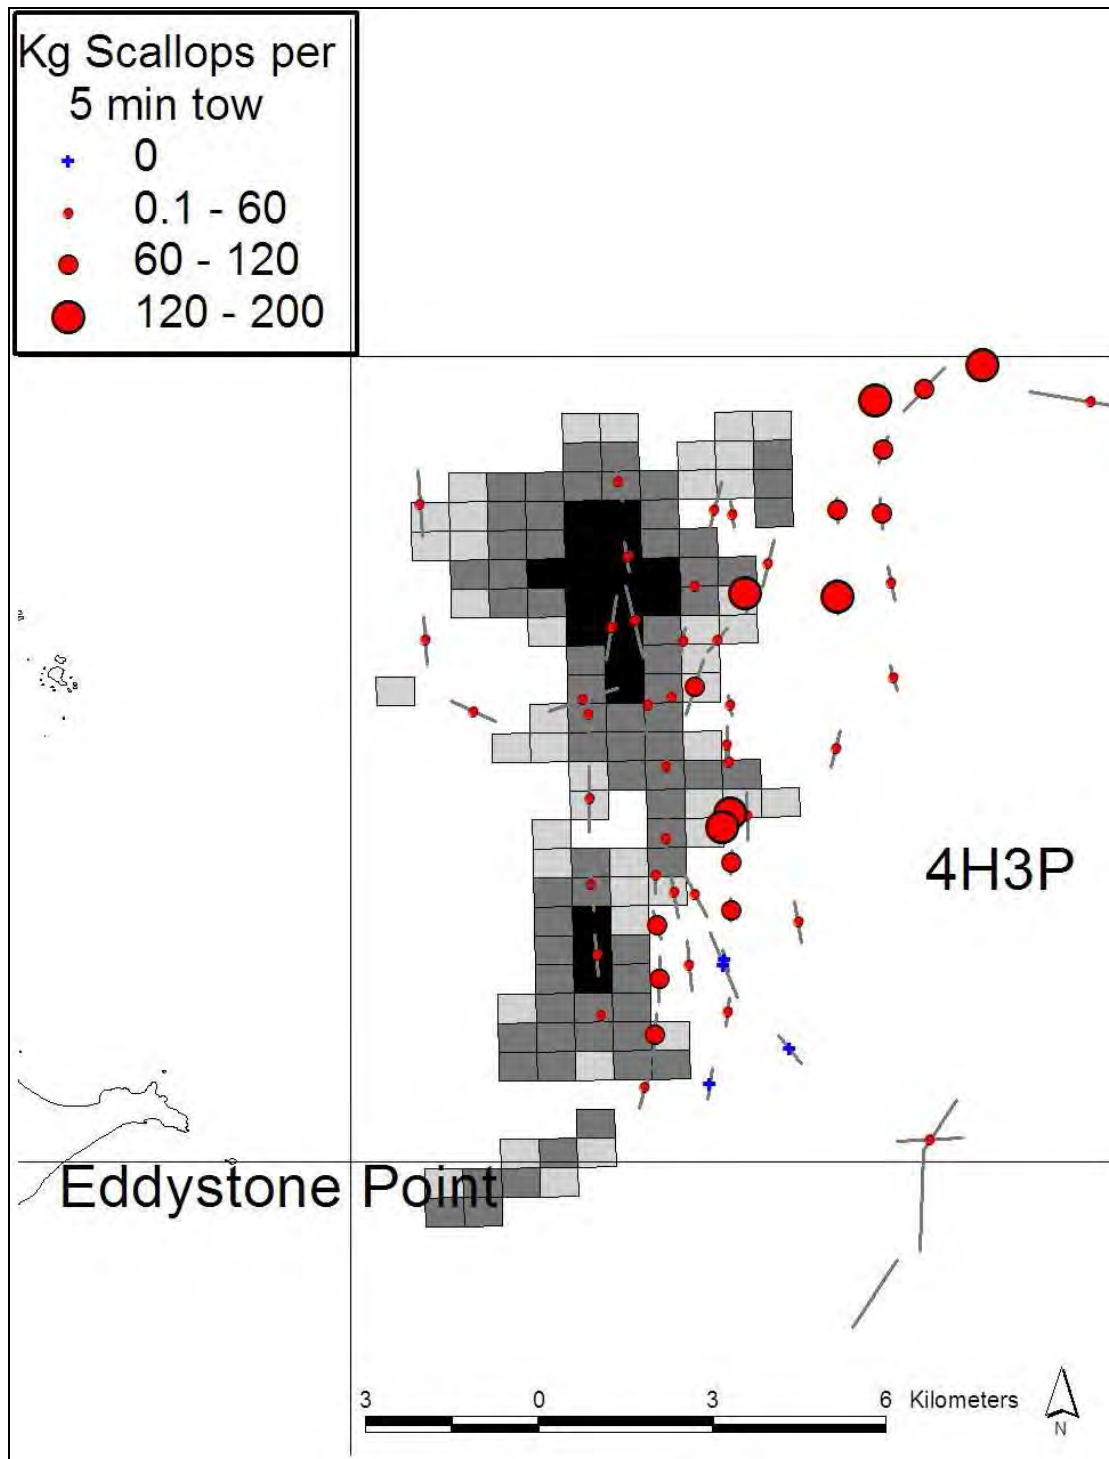 Kg Scallops per
5 min tow
0
0.1 - 60
60 - 120
120 - 200
4H3P
Eddystone Point
3 0 3 6 Kilometers
N